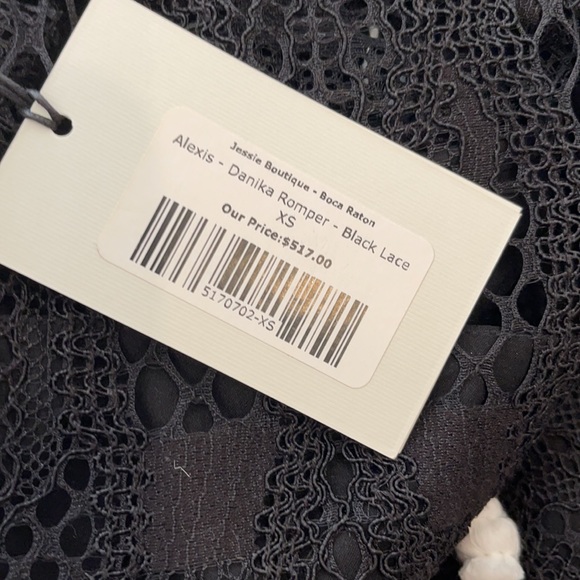 Jessie Boutique - Boca Raton
Alexis - Danika Romper - Black Lace
XS
Our Price:$517.00
5170702-XS